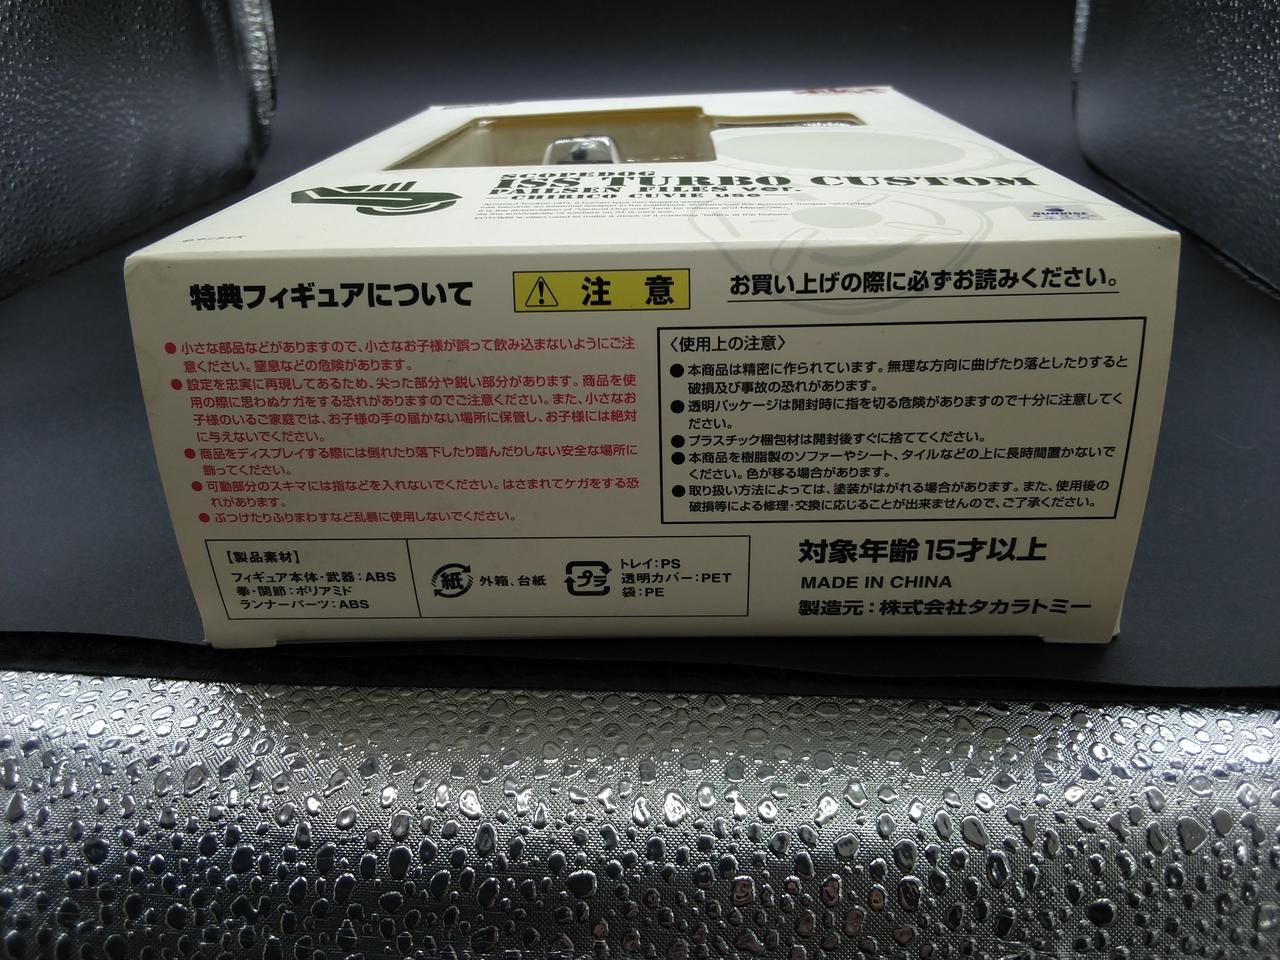 SCOPEDOG
ISS TURBO CUSTOM
PAILSEN FILES ver.
CHIRICO CUVIE use
SUNRISE
©サンライズ
特典フィギュアについて
注意
お買い上げの際に必ずお読みください。
●小さな部品などがありますので、小さなお子様が誤って飲み込まないようにご注
意ください。窒息などの危険があります。
●設定を忠実に再現してあるため、尖った部分や鋭い部分があります。商品を使
用の際に思わぬケガをする恐れがありますのでご注意ください。また、小さなお
子様のいるご家庭では、お子様の手の届かない場所に保管し、お子様には絶対
に与えないでください。
●商品をディスプレイする際には倒れたり落下したり踏んだりしない安全な場所に
飾ってください。
●可動部分のスキマには指などを入れないでください。はさまれてケガをする恐
れがあります。
●ぶつけたりふりまわすなど乱暴に使用しないでください。
〈使用上の注意〉
●本商品は精密に作られています。無理な方向に曲げたり落としたりすると
破損及び事故の恐れがあります。
●透明パッケージは開封時に指を切る危険がありますので十分に注意してく
ださい。
●プラスチック梱包材は開封後すぐに捨ててください。
●本商品を樹脂製のソファーやシート、タイルなどの上に長時間置かないで
ください。色が移る場合があります。
●取り扱い方法によっては、塗装がはがれる場合があります。また、使用後の
破損等による修理・交換に応じることが出来ませんので、ご了承ください。
【製品素材】
フィギュア本体・武器：ABS
拳・関節：ポリアミド
ランナーパーツ：ABS
紙 外箱、台紙
プラ
トレイ：PS
透明カバー：PET
袋：PE
対象年齢15才以上
MADE IN CHINA
製造元：株式会社タカラトミー